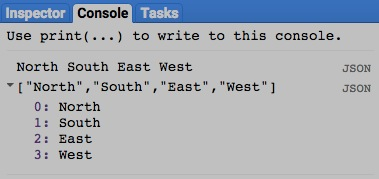 Inspector Console Tasks
Use print(...) to write to this console.
North South East West JSON
["North","South","East","West"] JSON
0: North
1: South
2: East
3: West